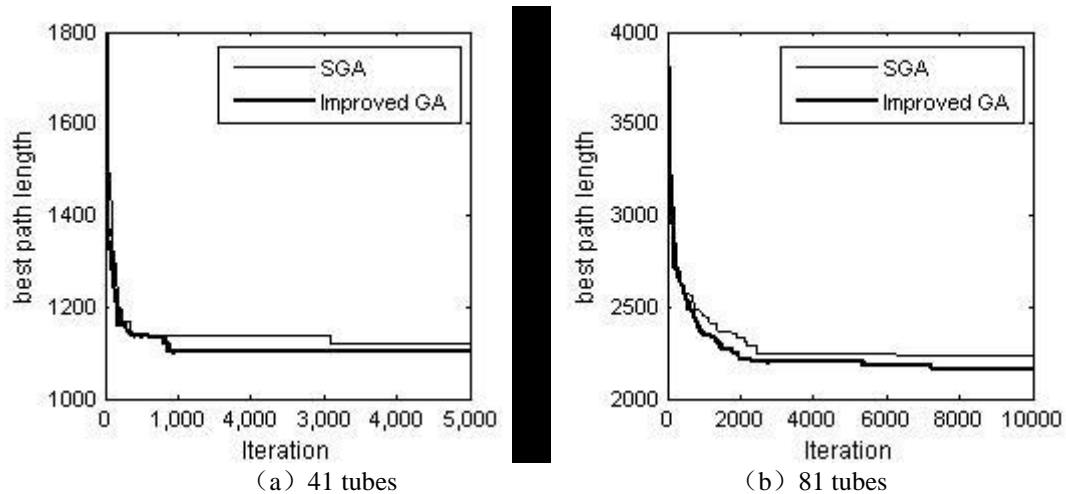 1800
1600
1400
1200
1000
best path length
SGA
Improved GA
0 1,000 4,000 3,000 4,000 5,000
Iteration
（a）41 tubes
4000
3500
3000
2500
2000
best path length
SGA
Improved GA
0 2000 4000 6000 8000 10000
Iteration
（b）81 tubes